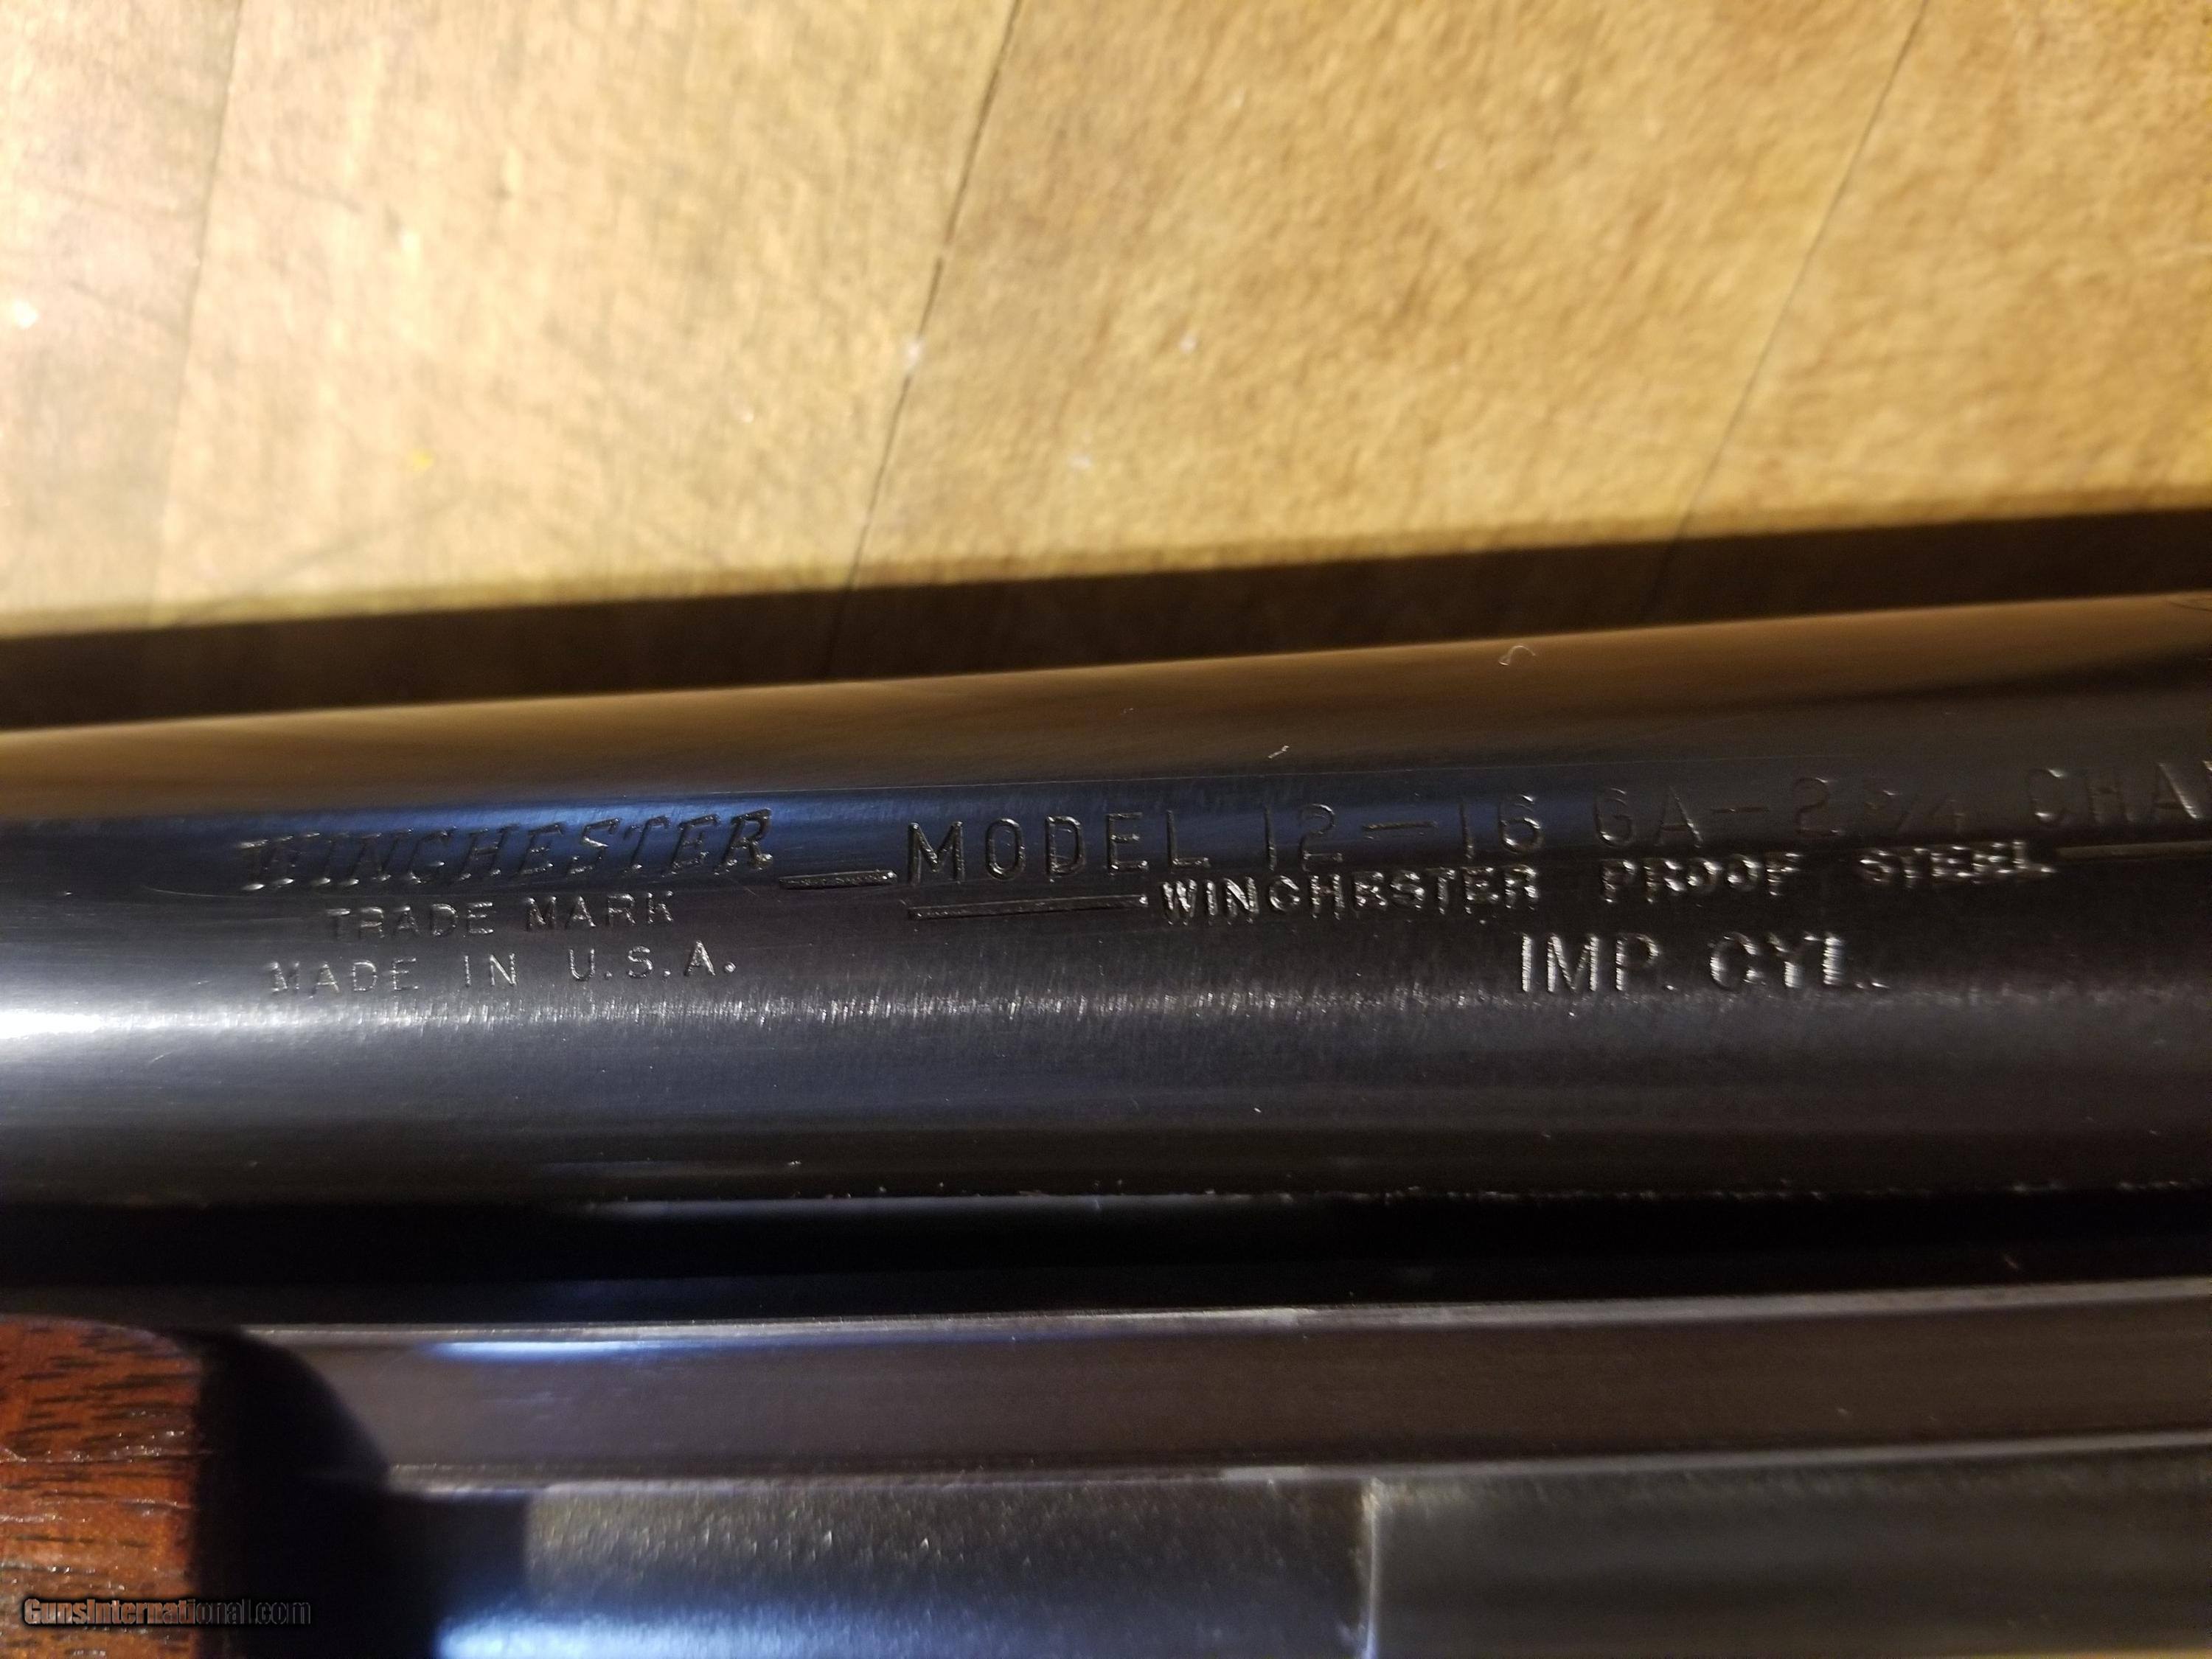 WINCHESTER — MODEL 12 — 16 GA — 2 3/4 CHA
TRADE MARK — WINCHESTER PROOF STEEL —
MADE IN U.S.A. IMP. CYL.
GunsInternational.com